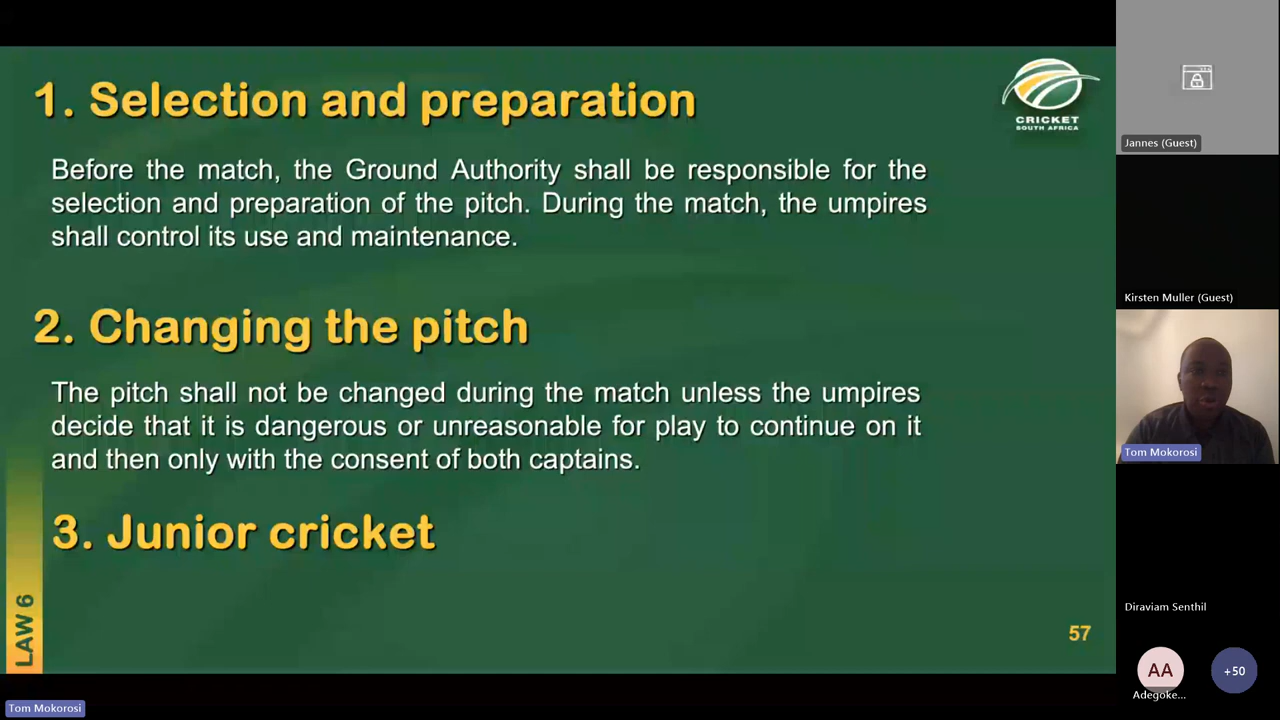 1. Selection and preparation
CRICKET
SOUTH AFRICA
Before the match, the Ground Authority shall be responsible for the
selection and preparation of the pitch. During the match, the umpires
shall control its use and maintenance.
2. Changing the pitch
The pitch shall not be changed during the match unless the umpires
decide that it is dangerous or unreasonable for play to continue on it
and then only with the consent of both captains.
3. Junior cricket
LAW 6
57
Tom Mokorosi
Jannes (Guest)
Kirsten Muller (Guest)
Tom Mokorosi
Diraviam Senthil
AA
Adegoke...
+50